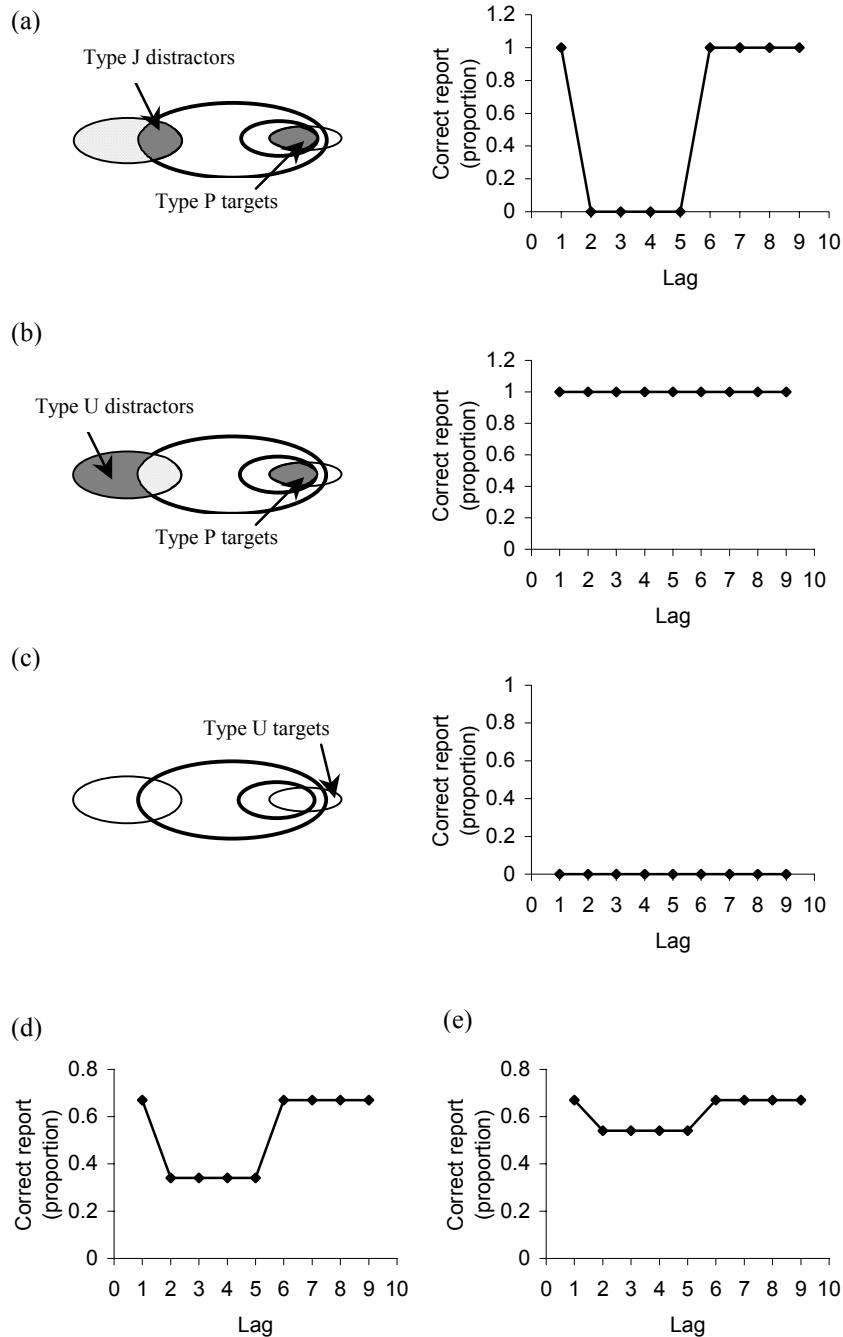 (a)
Type J distractors
Type P targets
Correct report
(proportion)
1.2
1
0.8
0.6
0.4
0.2
0
0 1 2 3 4 5 6 7 8 9 10
Lag
(b)
Type U distractors
Type P targets
Correct report
(proportion)
1.2
1
0.8
0.6
0.4
0.2
0
0 1 2 3 4 5 6 7 8 9 10
Lag
(c)
Type U targets
Correct report
(proportion)
1
0.8
0.6
0.4
0.2
0
0 1 2 3 4 5 6 7 8 9 10
Lag
(d)
Correct report
(proportion)
0.8
0.6
0.4
0.2
0
0 1 2 3 4 5 6 7 8 9 10
Lag
(e)
Correct report
(proportion)
0.8
0.6
0.4
0.2
0
0 1 2 3 4 5 6 7 8 9 10
Lag